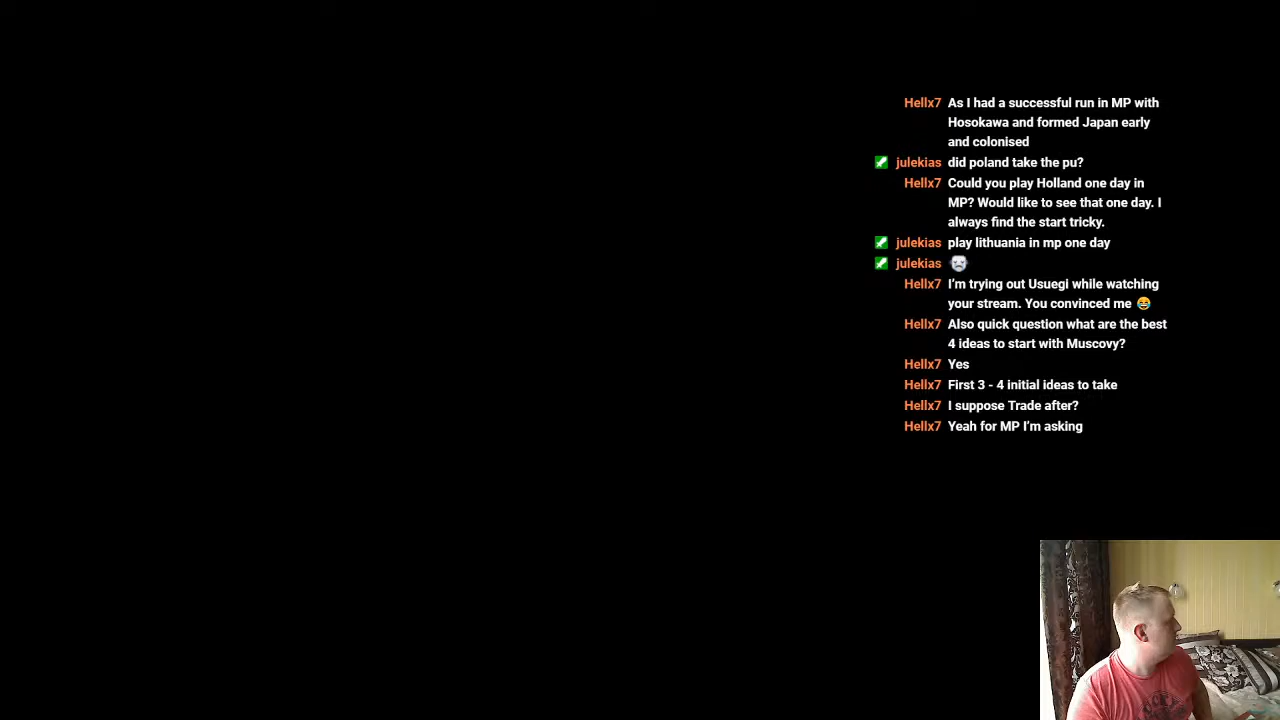 Hellx7 As I had a successful run in MP with
Hosokawa and formed Japan early
and colonised
julekias did poland take the pu?
Hellx7 Could you play Holland one day in
MP? Would like to see that one day. I
always find the start tricky.
julekias play lithuania in mp one day
julekias
Hellx7 I'm trying out Usuegi while watching
your stream. You convinced me 😂
Hellx7 Also quick question what are the best
4 ideas to start with Muscovy?
Hellx7 Yes
Hellx7 First 3 - 4 initial ideas to take
Hellx7 I suppose Trade after?
Hellx7 Yeah for MP I'm asking